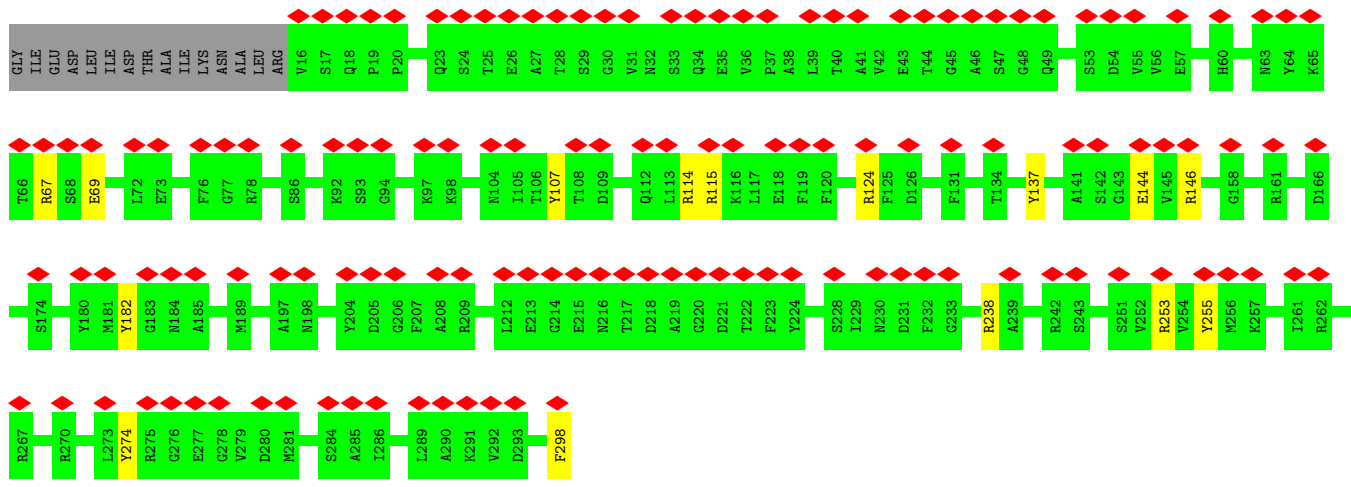 GLY ILE GLU ASP LEU ILE ASP THR ALA ILE LYS ASN ALA LEU ARG V16 S17 Q18 P19 P20 Q23 S24 T25 E26 A27 T28 S29 G30 V31 N32 S33 Q34 E35 V36 P37 A38 L39 T40 A41 V42 E43 T44 G45 A46 S47 G48 Q49 S53 D54 V55 V56 E57 H60 N63 Y64 K65
T66 R67 S68 E69 L72 E73 F76 G77 R78 S86 K92 S93 G94 K97 K98 N104 I105 T106 Y107 T108 D109 Q112 L113 R114 R115 K116 L117 E118 F119 F120 R124 F125 D126 F131 T134 Y137 A141 S142 G143 E144 V145 R146 G158 R161 D166
S174 Y180 M181 Y182 G183 N184 A185 M189 A197 N198 Y204 D205 G206 F207 A208 R209 L212 E213 G214 E215 N216 T217 D218 A219 G220 D221 T222 F223 Y224 S228 I229 N230 D231 F232 G233 R238 A239 R242 S243 S251 V252 R253 V254 Y255 M256 K257 I261 R262
R267 R270 L273 Y274 R275 G276 E277 G278 V279 D280 M281 S284 A285 I286 L289 A290 K291 V292 D293 F298